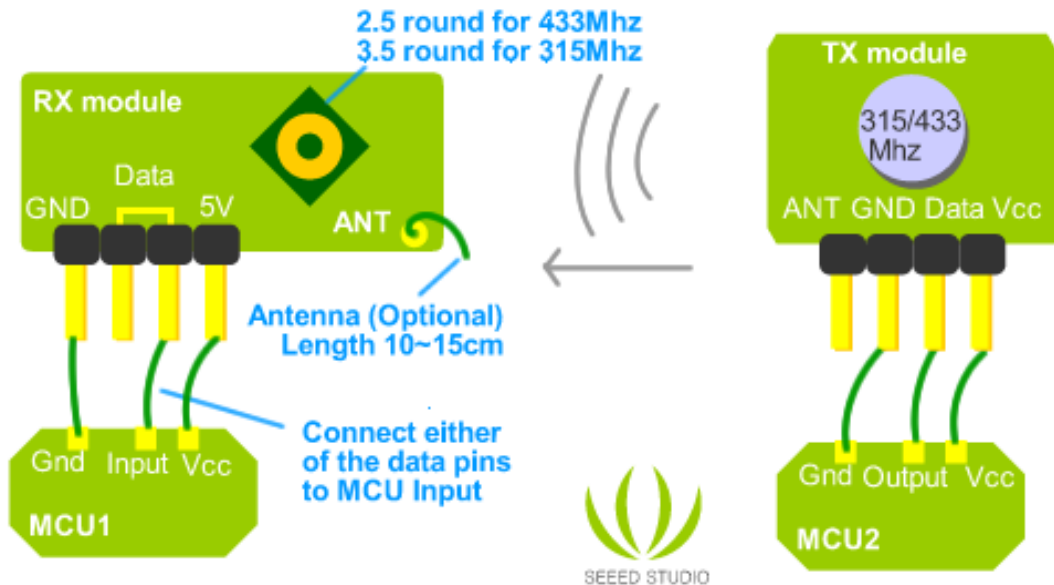 2.5 round for 433Mhz
3.5 round for 315Mhz
RX module
Data
GND
5V
ANT
Antenna (Optional)
Length 10~15cm
Connect either
of the data pins
to MCU Input
Gnd Input Vcc
MCU1
TX module
315/433
Mhz
ANT GND Data Vcc
Gnd Output Vcc
MCU2
SEEED STUDIO